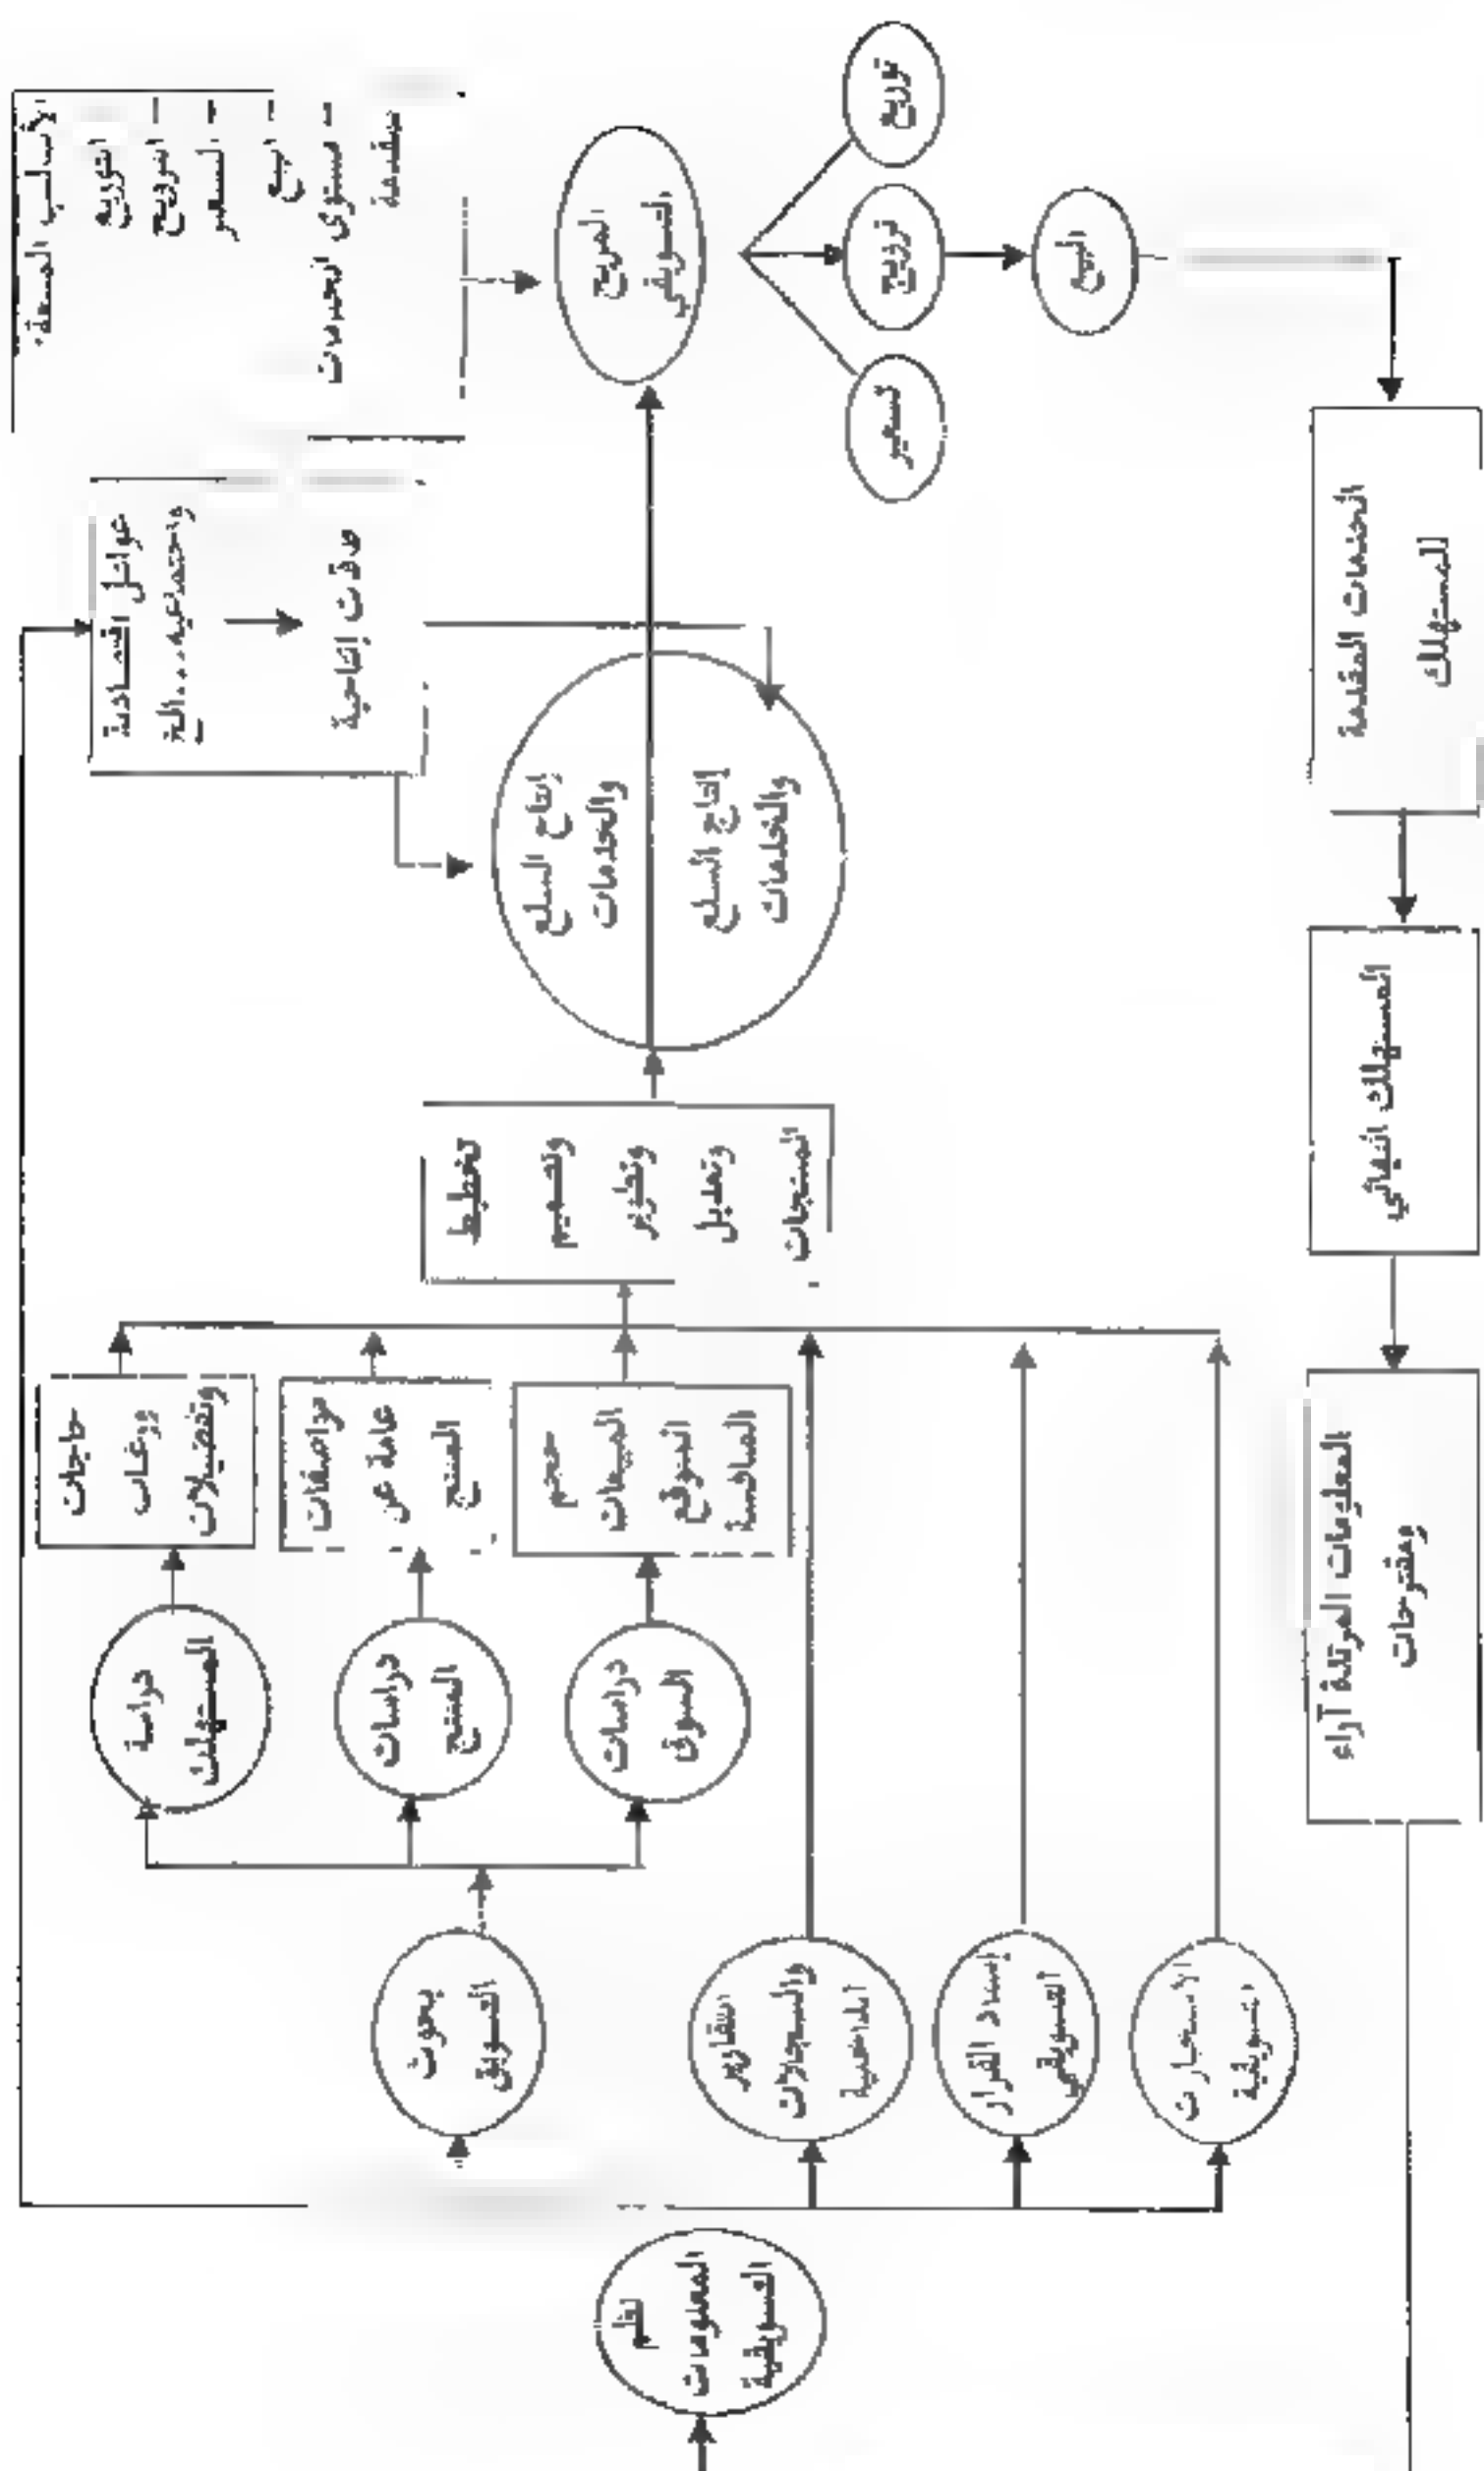 نظم
المعلومات
التسويقية
بحوث
التسويق
التقارير
والسجلات
الداخلية
إسناد القرار
التسويقي
الاستخبارات
التسويقية
دراسة
المستهلك
دراسات
المنتج
دراسات
السوق
حاجات
ورغبات
وتفضيلات
مواصفات
عامة عن
المنتج
حجم
المبيعات
المتوقع
المنافسة
تخطيط
وتصميم
وتطوير
وتعديل
المنتجات
إنتاج السلع
والخدمات
إنتاج السلع
والخدمات
عوامل اقتصادية
واجتماعية...الخ
طاقات إنتاجية
التوزيع
الترويج
السعر
مستوى الخدمات
المزيج
التسويقي
تسعير
ترويج
توزيع
البيع
الخدمات المقدمة
للمستهلك
المستهلك النهائي
المعلومات المرتدة آراء
ومقترحات